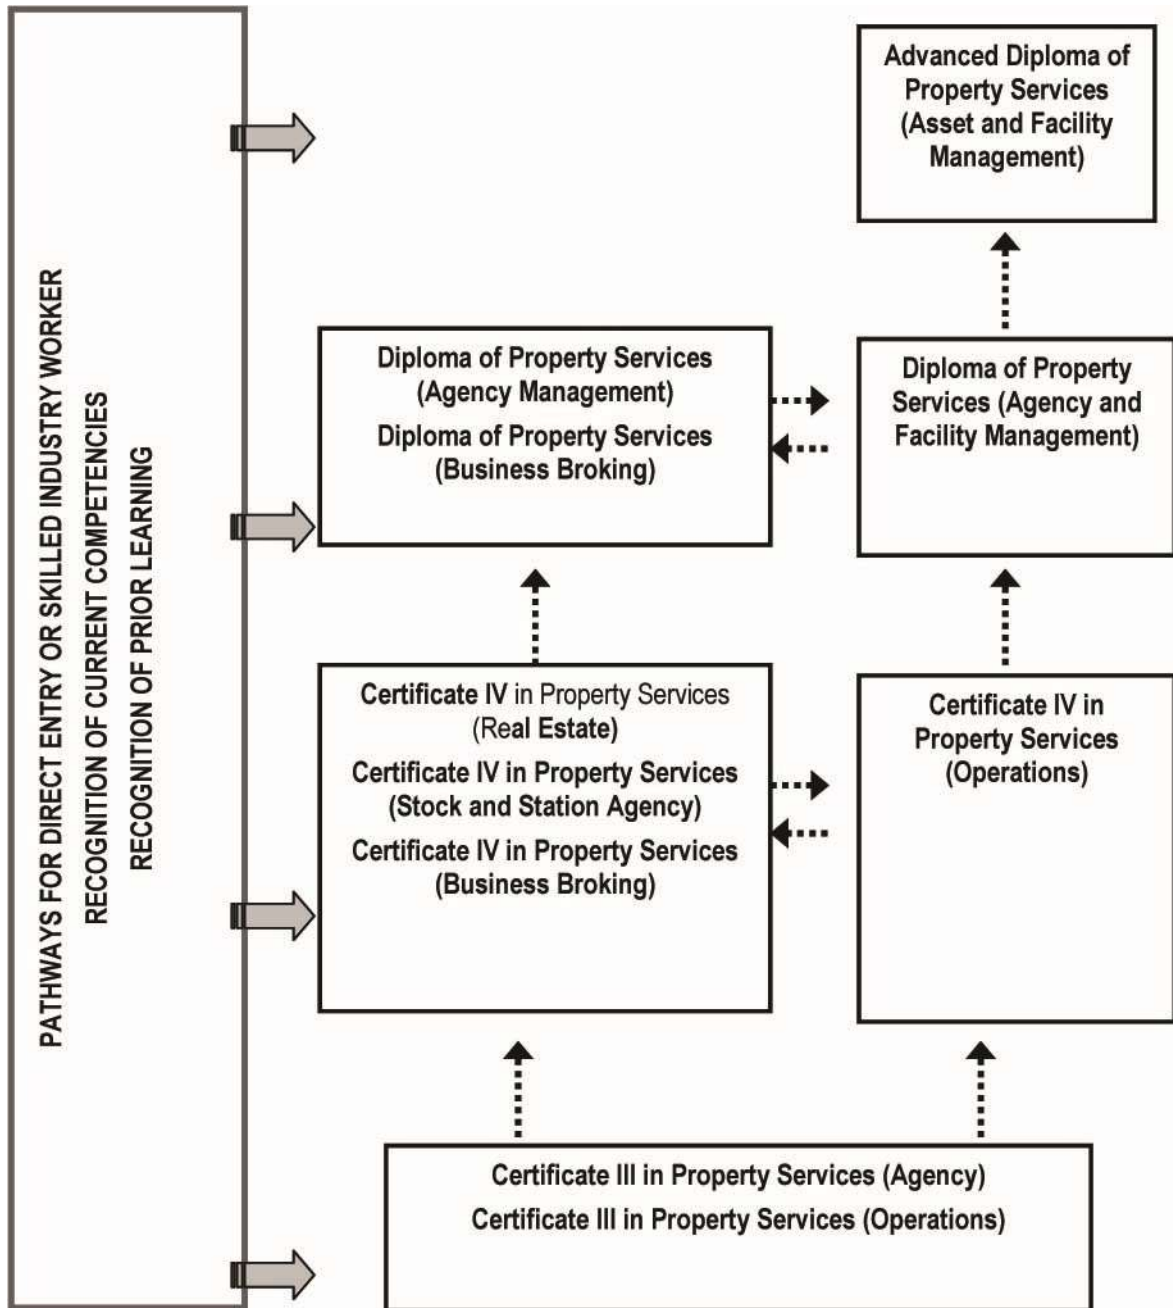 PATHWAYS FOR DIRECT ENTRY OR SKILLED INDUSTRY WORKER
RECOGNITION OF CURRENT COMPETENCIES
RECOGNITION OF PRIOR LEARNING
Advanced Diploma of
Property Services
(Asset and Facility
Management)
Diploma of Property Services
(Agency Management)
Diploma of Property Services
(Business Broking)
Diploma of Property
Services (Agency and
Facility Management)
Certificate IV in Property Services
(Real Estate)
Certificate IV in Property Services
(Stock and Station Agency)
Certificate IV in Property Services
(Business Broking)
Certificate IV in
Property Services
(Operations)
Certificate III in Property Services (Agency)
Certificate III in Property Services (Operations)